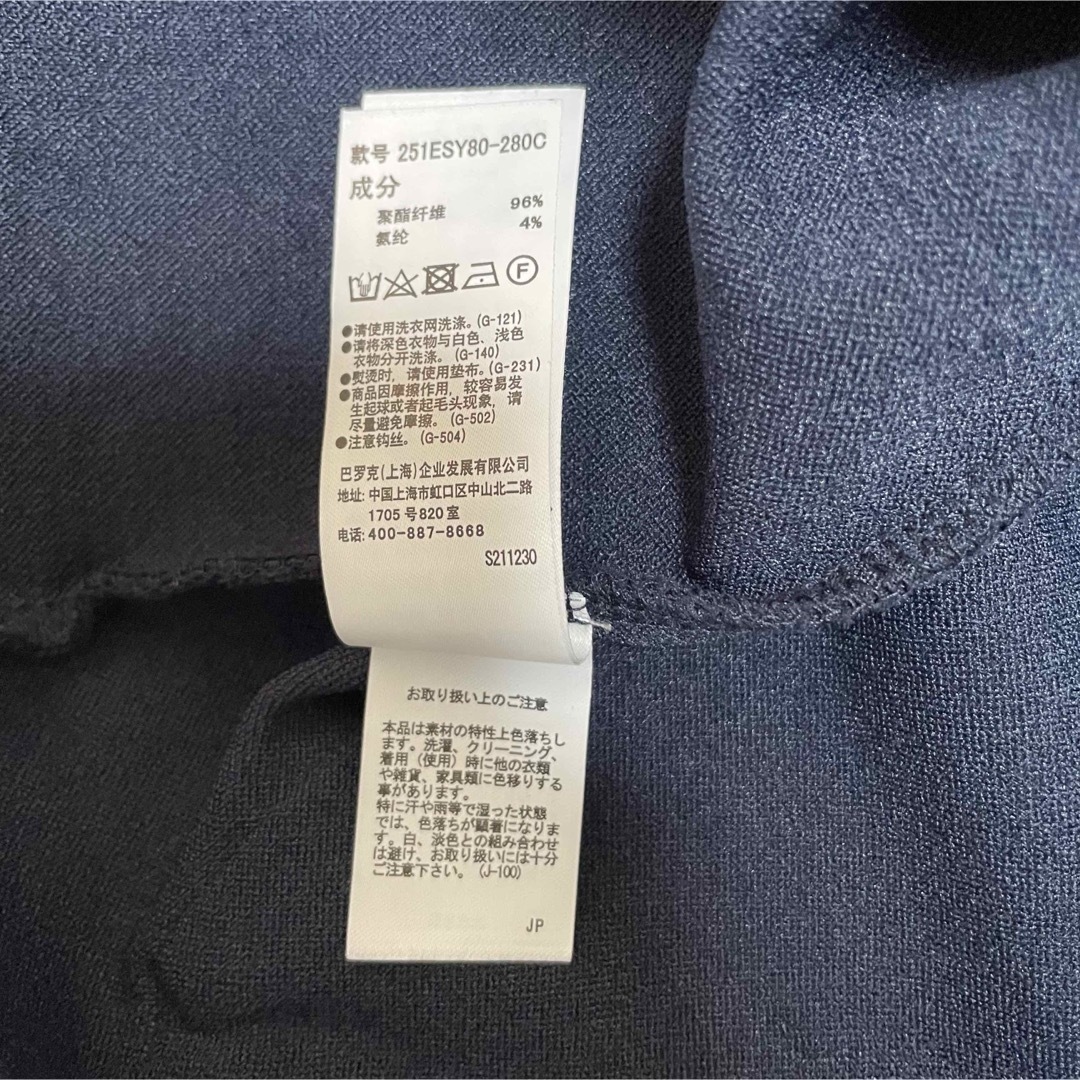 款号 251ESY80-280C
成分
聚酯纤维 96%
氨纶 4%
F
●请使用洗衣网洗涤。(G-121)
●请将深色衣物与白色、浅色
衣物分开洗涤。(G-140)
●熨烫时，请使用垫布。(G-231)
●商品因摩擦作用，较容易发
生起球或者起毛头现象，请
尽量避免摩擦。(G-502)
●注意钩丝。(G-504)
巴罗克(上海)企业发展有限公司
地址: 中国上海市虹口区中山北二路
1705 号820 室
电话: 400-887-8668
S211230
お取り扱い上のご注意
本品は素材の特性上色落ちし
ます。洗濯、クリーニング、
着用（使用）時に他の衣類
や雑貨、家具類に色移りする
事があります。
特に汗や雨等で湿った状態
では、色落ちが顕著になりま
す。白、淡色との組み合わせ
は避け、お取り扱いには十分
ご注意下さい。(J-100)
JP